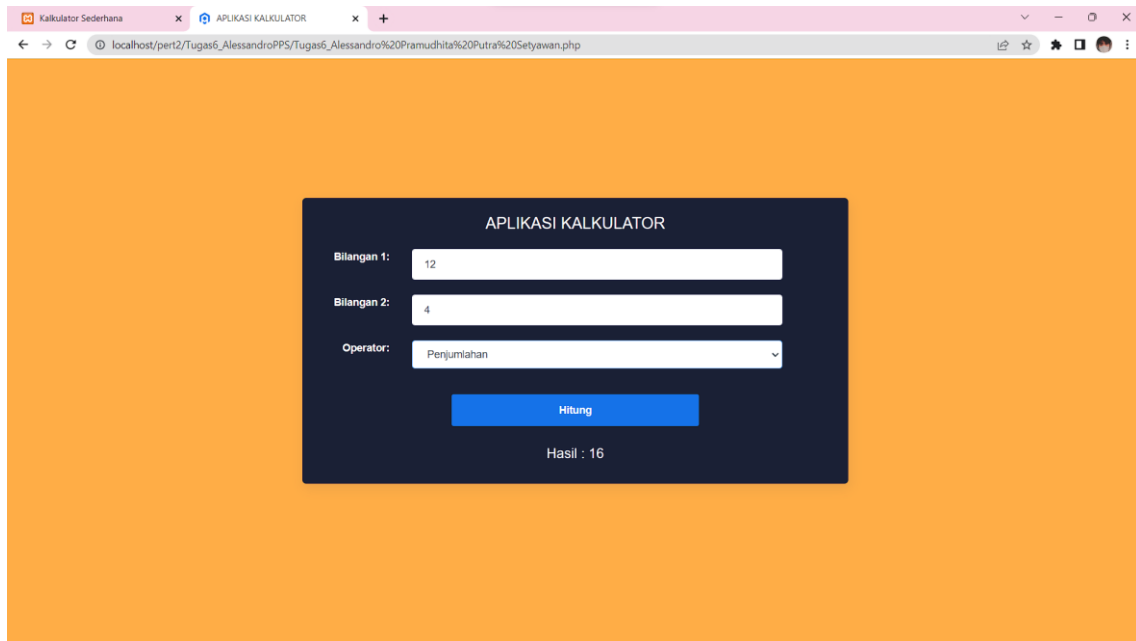 Kalkulator Sederhana
APLIKASI KALKULATOR
localhost/pert2/Tugas6_AlessandroPPS/Tugas6_Alessandro%20Pramudhita%20Putra%20Setyawan.php
APLIKASI KALKULATOR
Bilangan 1:
12
Bilangan 2:
4
Operator:
Penjumlahan
Hitung
Hasil : 16